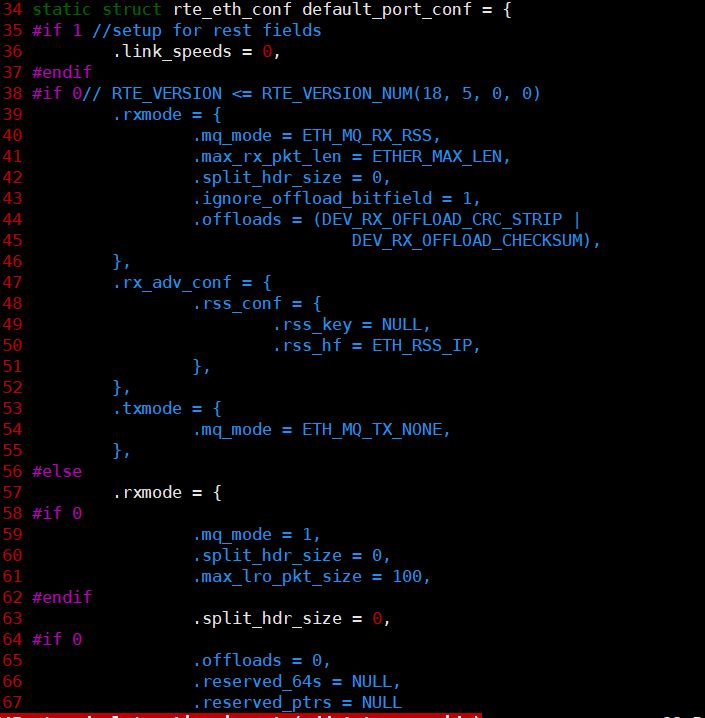 34 static struct rte_eth_conf default_port_conf = {
35 #if 1 //setup for rest fields
36         .link_speeds = 0,
37 #endif
38 #if 0// RTE_VERSION <= RTE_VERSION_NUM(18, 5, 0, 0)
39         .rxmode = {
40                 .mq_mode = ETH_MQ_RX_RSS,
41                 .max_rx_pkt_len = ETHER_MAX_LEN,
42                 .split_hdr_size = 0,
43                 .ignore_offload_bitfield = 1,
44                 .offloads = (DEV_RX_OFFLOAD_CRC_STRIP |
45                                 DEV_RX_OFFLOAD_CHECKSUM),
46         },
47         .rx_adv_conf = {
48                 .rss_conf = {
49                         .rss_key = NULL,
50                         .rss_hf = ETH_RSS_IP,
51                 },
52         },
53         .txmode = {
54                 .mq_mode = ETH_MQ_TX_NONE,
55         },
56 #else
57         .rxmode = {
58 #if 0
59                 .mq_mode = 1,
60                 .split_hdr_size = 0,
61                 .max_lro_pkt_size = 100,
62 #endif
63                 .split_hdr_size = 0,
64 #if 0
65                 .offloads = 0,
66                 .reserved_64s = NULL,
67                 .reserved_ptrs = NULL